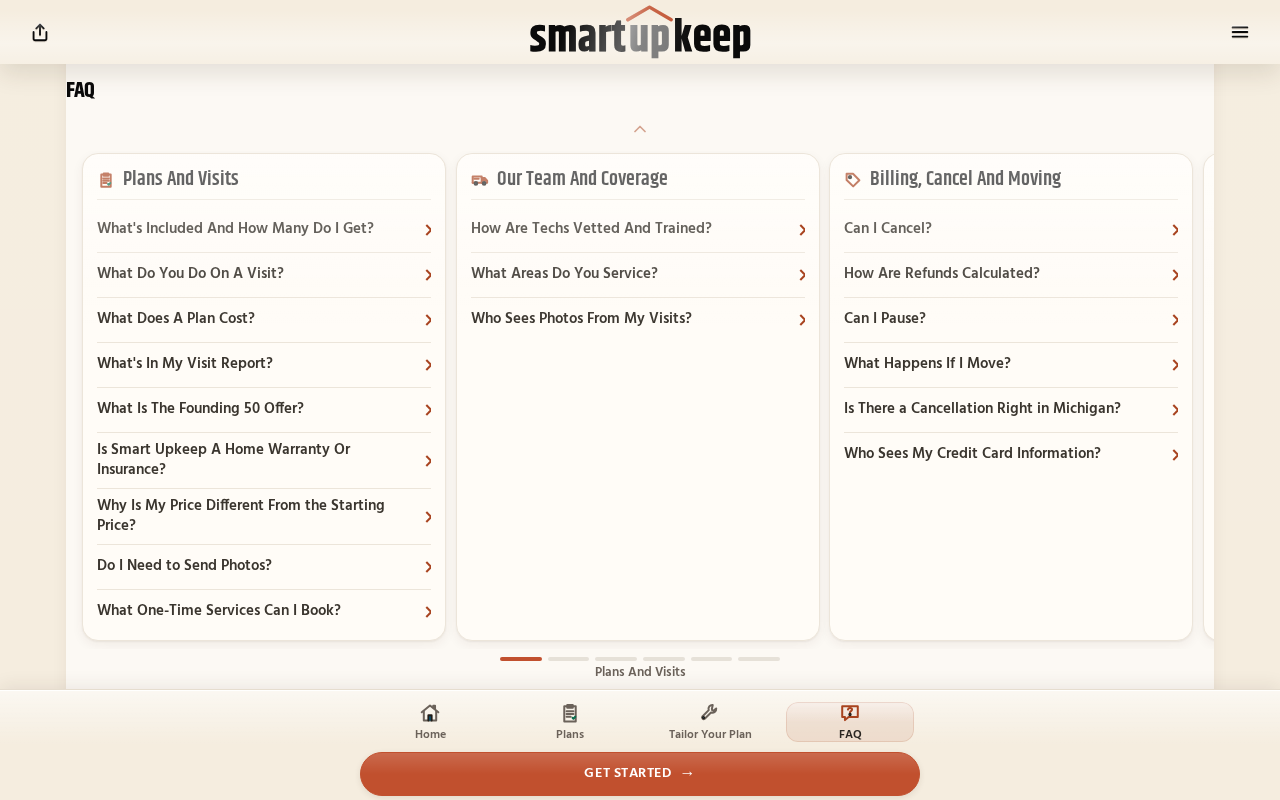 smartupkeep
FAQ
Plans And Visits
What's Included And How Many Do I Get?
What Do You Do On A Visit?
What Does A Plan Cost?
What's In My Visit Report?
What Is The Founding 50 Offer?
Is Smart Upkeep A Home Warranty Or
Insurance?
Why Is My Price Different From the Starting
Price?
Do I Need to Send Photos?
What One-Time Services Can I Book?
Our Team And Coverage
How Are Techs Vetted And Trained?
What Areas Do You Service?
Who Sees Photos From My Visits?
Billing, Cancel And Moving
Can I Cancel?
How Are Refunds Calculated?
Can I Pause?
What Happens If I Move?
Is There a Cancellation Right in Michigan?
Who Sees My Credit Card Information?
Plans And Visits
Home
Plans
Tailor Your Plan
FAQ
GET STARTED →